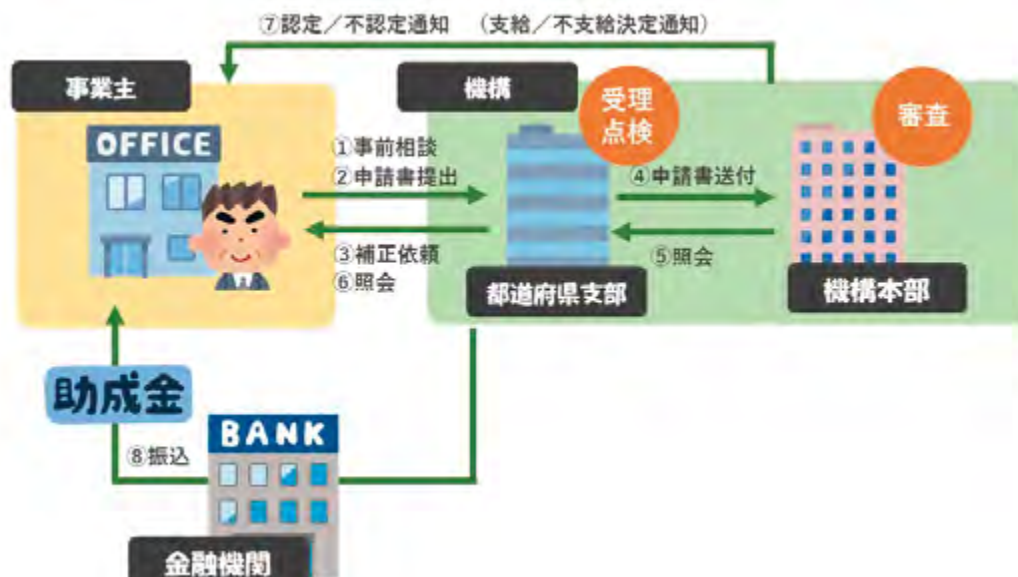 ⑦認定／不認定通知　（支給／不支給決定通知）
事業主
機構
受理
点検
審査
OFFICE
①事前相談
②申請書提出
④申請書送付
③補正依頼
⑥照会
⑤照会
都道府県支部
機構本部
助成金
BANK
⑧振込
金融機関